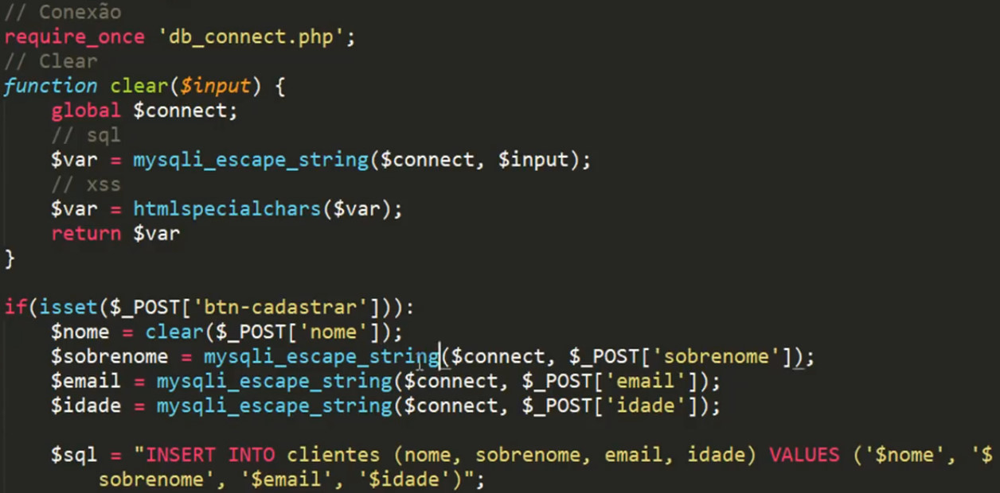 // Conexão
require_once 'db_connect.php';
// Clear
function clear($input) {
    global $connect;
    // sql
    $var = mysqli_escape_string($connect, $input);
    // xss
    $var = htmlspecialchars($var);
    return $var
}

if(isset($_POST['btn-cadastrar'])):
    $nome = clear($_POST['nome']);
    $sobrenome = mysqli_escape_string($connect, $_POST['sobrenome']);
    $email = mysqli_escape_string($connect, $_POST['email']);
    $idade = mysqli_escape_string($connect, $_POST['idade']);

    $sql = "INSERT INTO clientes (nome, sobrenome, email, idade) VALUES ('$nome', '$
        sobrenome', '$email', '$idade')";